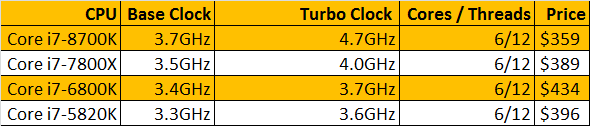 CPU Base Clock Turbo Clock Cores / Threads Price
Core i7-8700K 3.7GHz 4.7GHz 6/12 $359
Core i7-7800X 3.5GHz 4.0GHz 6/12 $389
Core i7-6800K 3.4GHz 3.7GHz 6/12 $434
Core i7-5820K 3.3GHz 3.6GHz 6/12 $396